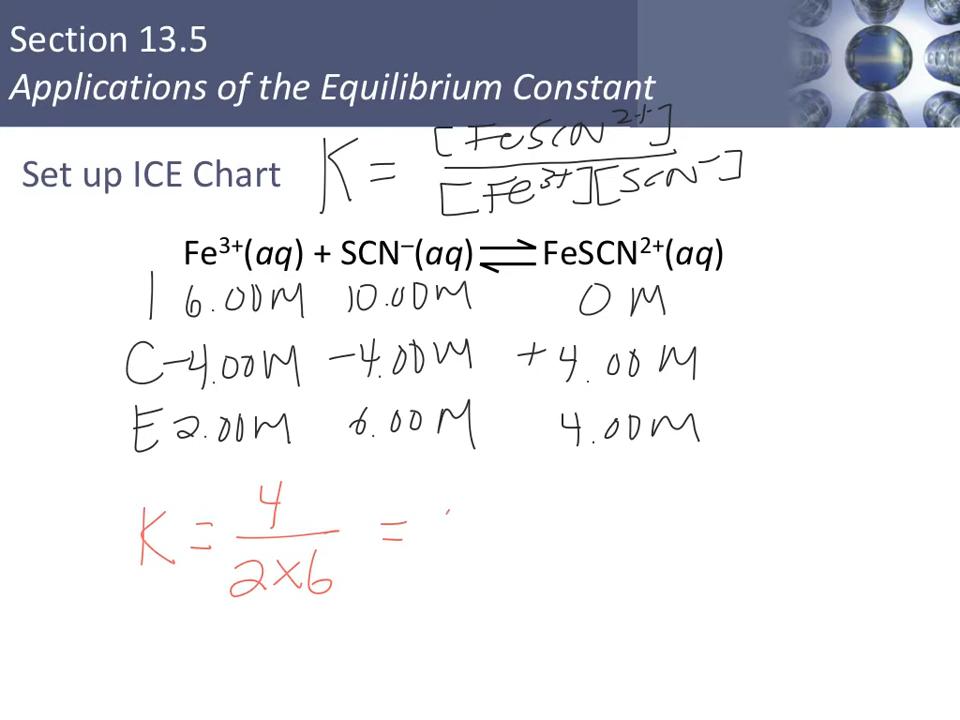 Section 13.5
Applications of the Equilibrium Constant
Set up ICE Chart K = [FeSCN²⁺] / [Fe³⁺][SCN⁻]
Fe³⁺(aq) + SCN⁻(aq) ⇌ FeSCN²⁺(aq)
I 6.00M 10.00M 0 M
C -4.00M -4.00M +4.00 M
E 2.00M 6.00M 4.00M
K = 4 / 2×6 =